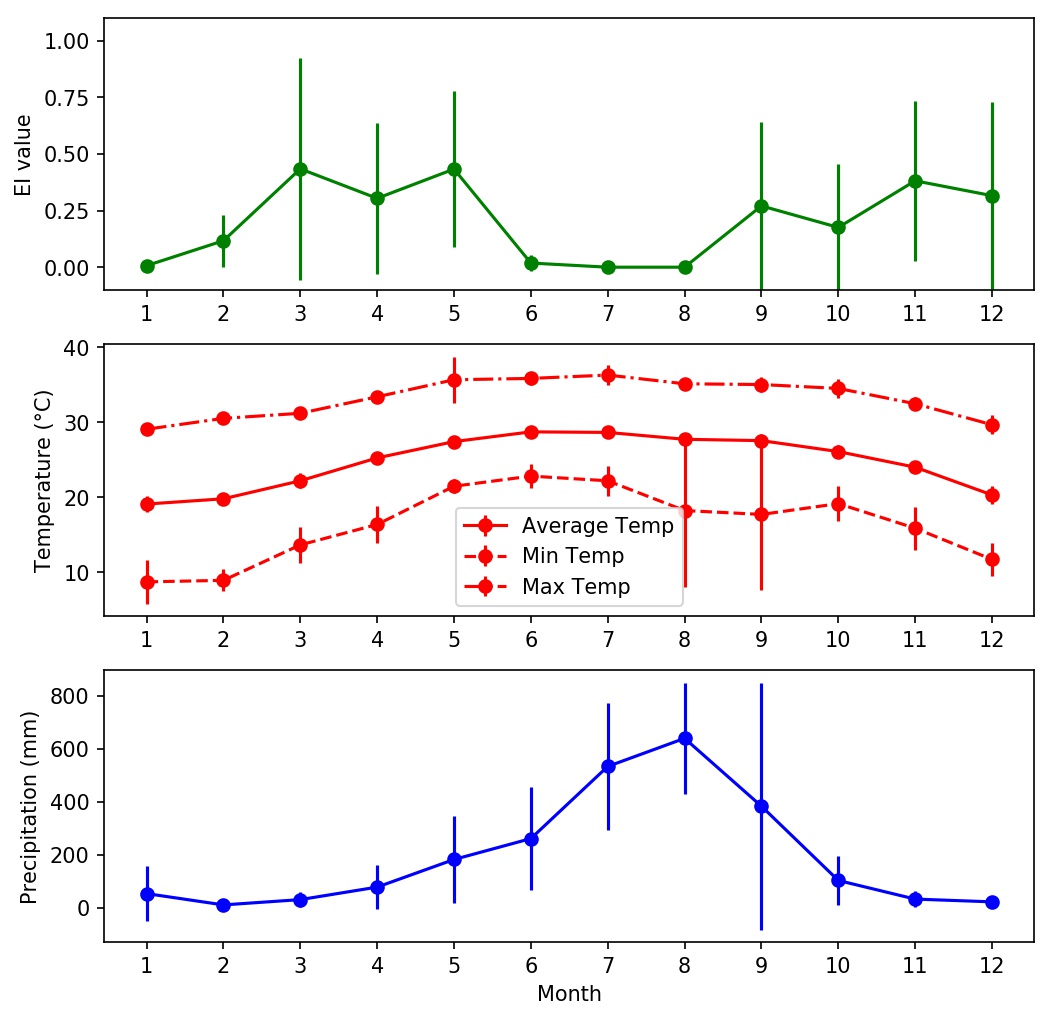 EI value
1.00
0.75
0.50
0.25
0.00
1 2 3 4 5 6 7 8 9 10 11 12
Temperature (°C)
40
30
20
10
Average Temp
Min Temp
Max Temp
1 2 3 4 5 6 7 8 9 10 11 12
Precipitation (mm)
800
600
400
200
0
1 2 3 4 5 6 7 8 9 10 11 12
Month